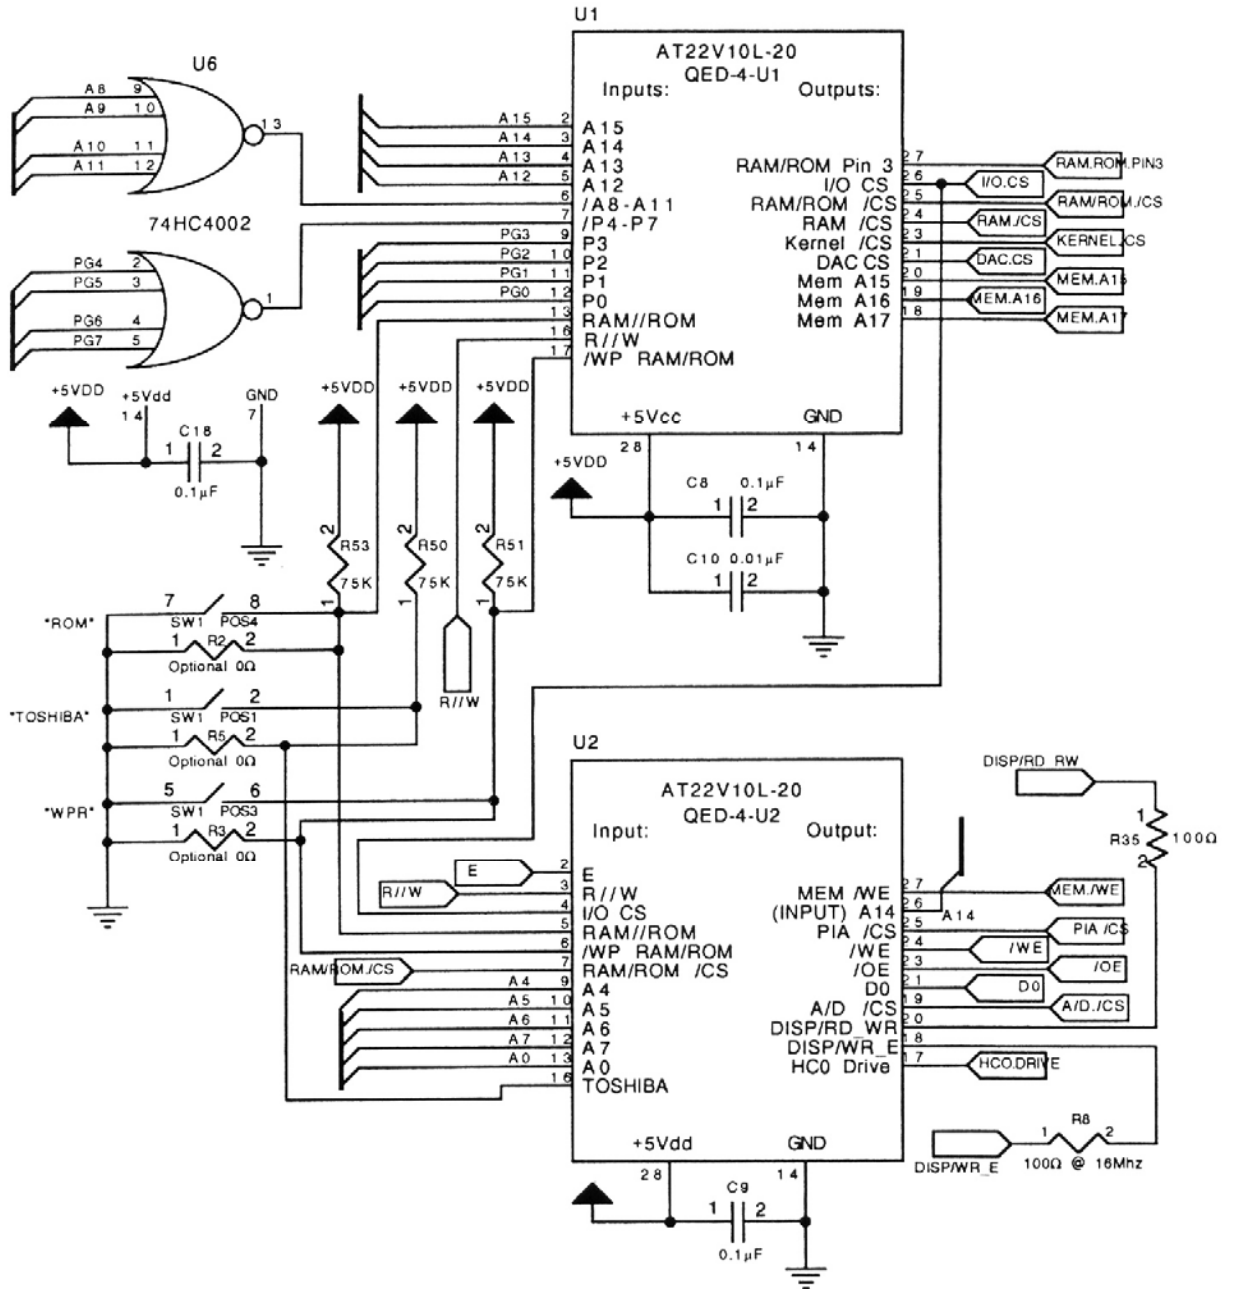 U1
AT22V10L-20
QED-4-U1
Inputs:
Outputs:
U6
A8 9
A9 10
A10 11
A11 12
13
74HC4002
PG4 2
PG5 3
PG6 4
PG7 5
1
A15 2 A15
A14 3 A14
A13 4 A13
A12 5 A12
6 /A8-A11
7 /P4-P7
PG3 9 P3
PG2 10 P2
PG1 11 P1
PG0 12 P0
13 RAM//ROM
16 R//W
17 /WP RAM/ROM
RAM/ROM Pin 3 27 RAM.ROM.PIN3
I/O CS 26 I/O.CS
RAM/ROM /CS 25 RAM/ROM./CS
RAM /CS 24 RAM./CS
Kernel /CS 23 KERNEL./CS
DAC CS 21 DAC.CS
Mem A15 20 MEM.A15
Mem A16 19 MEM.A16
Mem A17 18 MEM.A17
+5Vcc
GND
28
14
+5VDD
+5Vdd
14
GND
7
C18
1 2
0.1µF
+5VDD
+5VDD
+5VDD
+5VDD
C8 0.1µF
1 2
C10 0.01µF
1 2
2
R53
75K
1
2
R50
75K
1
2
R51
75K
1
R//W
"ROM"
7 8
SW1 POS4
1 R2 2
Optional 0Ω
"TOSHIBA"
1 2
SW1 POS1
1 R5 2
Optional 0Ω
"WPR"
5 6
SW1 POS3
1 R3 2
Optional 0Ω
U2
AT22V10L-20
QED-4-U2
Input:
Output:
E 2 E
R//W 3 R//W
4 I/O CS
5 RAM//ROM
6 /WP RAM/ROM
RAM/ROM./CS 7 RAM/ROM /CS
A4 9 A4
A5 10 A5
A6 11 A6
A7 12 A7
A0 13 A0
16 TOSHIBA
MEM /WE 27 MEM./WE
(INPUT) A14 26 A14
PIA /CS 25 PIA /CS
/WE 24 /WE
/OE 23 /OE
D0 21 D0
A/D /CS 19 A/D./CS
DISP/RD_WR 20
DISP/WR_E 18
HC0 Drive 17 HCO.DRIVE
DISP/RD RW
1
R35 100Ω
2
R8
1 2
DISP/WR_E
100Ω @ 16Mhz
+5Vdd
GND
28
14
C9
1 2
0.1µF